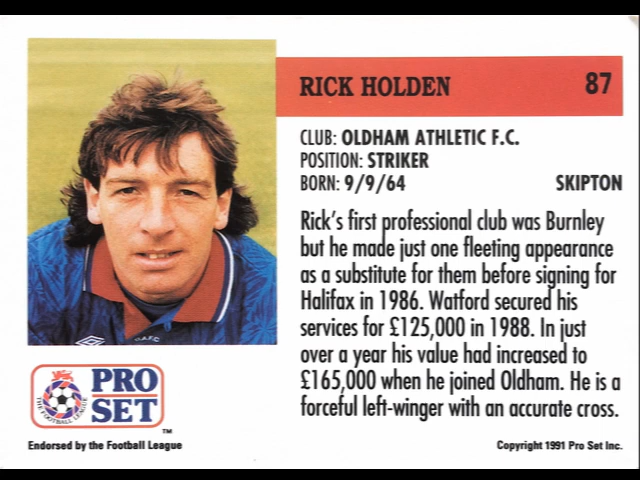 RICK HOLDEN 87
CLUB: OLDHAM ATHLETIC F.C.
POSITION: STRIKER
BORN: 9/9/64 SKIPTON
Rick's first professional club was Burnley
but he made just one fleeting appearance
as a substitute for them before signing for
Halifax in 1986. Watford secured his
services for £125,000 in 1988. In just
over a year his value had increased to
£165,000 when he joined Oldham. He is a
forceful left-winger with an accurate cross.
O.A.F.C.
THE FOOTBALL LEAGUE
PRO
SET
TM
Endorsed by the Football League
Copyright 1991 Pro Set Inc.